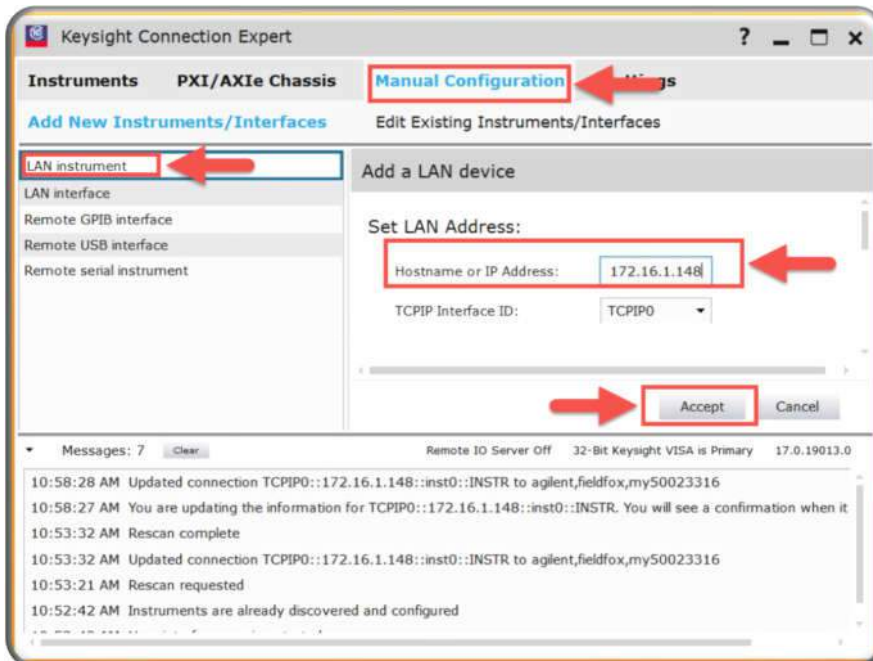 Keysight Connection Expert ?
Instruments PXI/AXIe Chassis Manual Configuration
Add New Instruments/Interfaces Edit Existing Instruments/Interfaces
LAN instrument
LAN interface
Remote GPIB interface
Remote USB interface
Remote serial instrument
Add a LAN device
Set LAN Address:
Hostname or IP Address: 172.16.1.148
TCPIP Interface ID: TCPIP0
Accept Cancel
Messages: 7 Clear Remote IO Server Off 32-Bit Keysight VISA is Primary 17.0.19013.0
10:58:28 AM Updated connection TCPIP0::172.16.1.148::inst0::INSTR to agilent,fieldfox,my50023316
10:58:27 AM You are updating the information for TCPIP0::172.16.1.148::inst0::INSTR. You will see a confirmation when it
10:53:32 AM Rescan complete
10:53:32 AM Updated connection TCPIP0::172.16.1.148::inst0::INSTR to agilent,fieldfox,my50023316
10:53:21 AM Rescan requested
10:52:42 AM Instruments are already discovered and configured